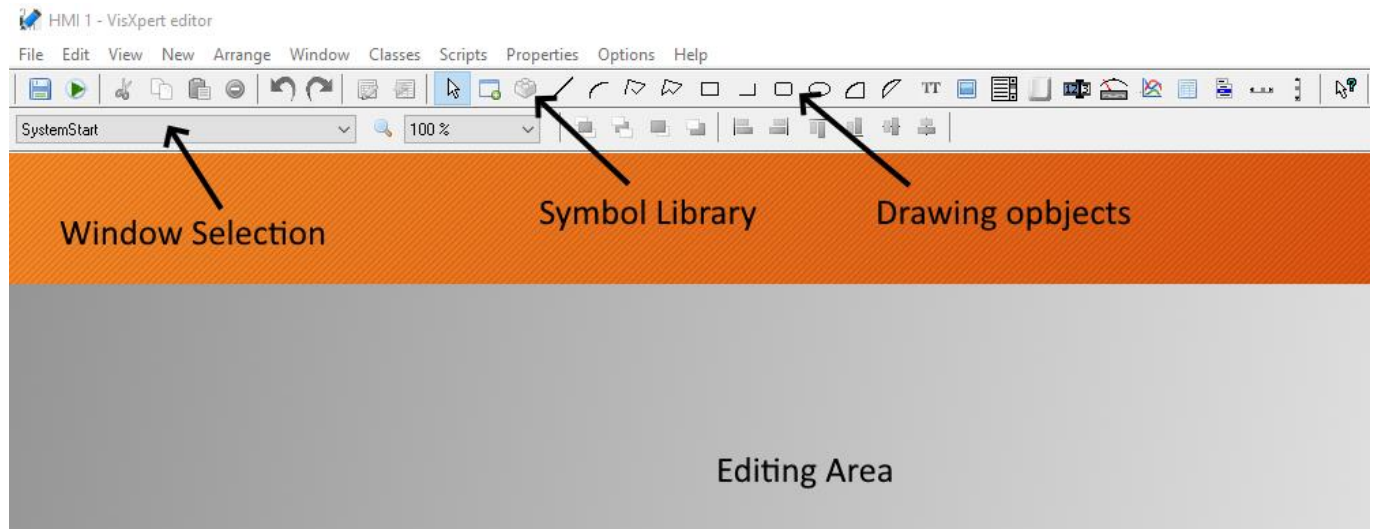 HMI 1 - VisXpert editor
File Edit View New Arrange Window Classes Scripts Properties Options Help
TT
SystemStart 100 %
Window Selection Symbol Library Drawing opbjects
Editing Area